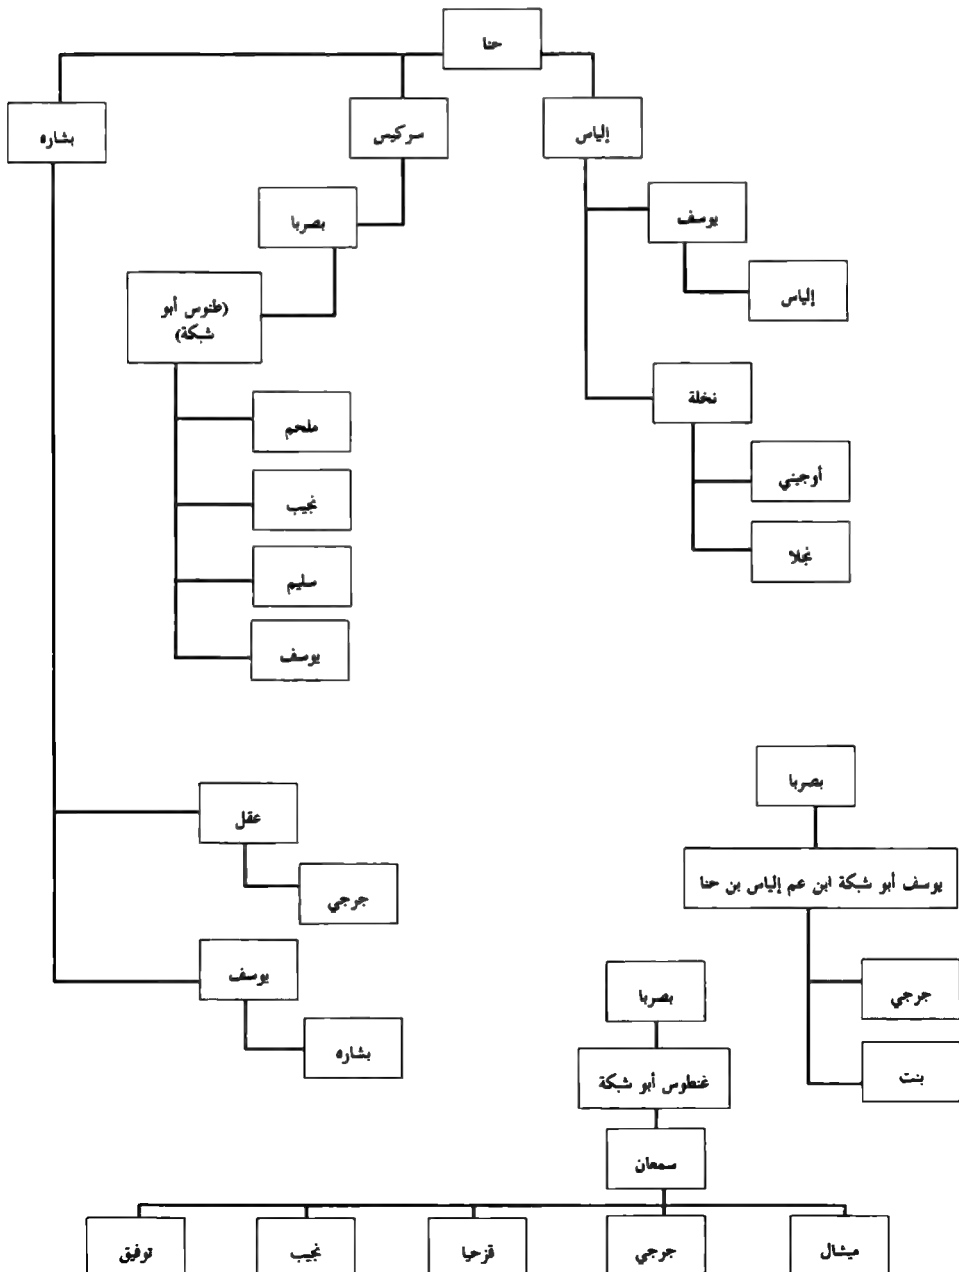 حنا
إلياس
سركيس
بشاره
يوسف
بصربا
إلياس
(طنوس أبو
شبكة)
نخلة
ملحم
أوجيني
نجيب
نجلا
سليم
يوسف
بصربا
عقل
يوسف أبو شبكة ابن عم إلياس بن حنا
جرجي
يوسف
جرجي
بصربا
بشاره
بنت
غنطوس أبو شبكة
سمعان
ميشال
جرجي
قزحيا
نجيب
توفيق